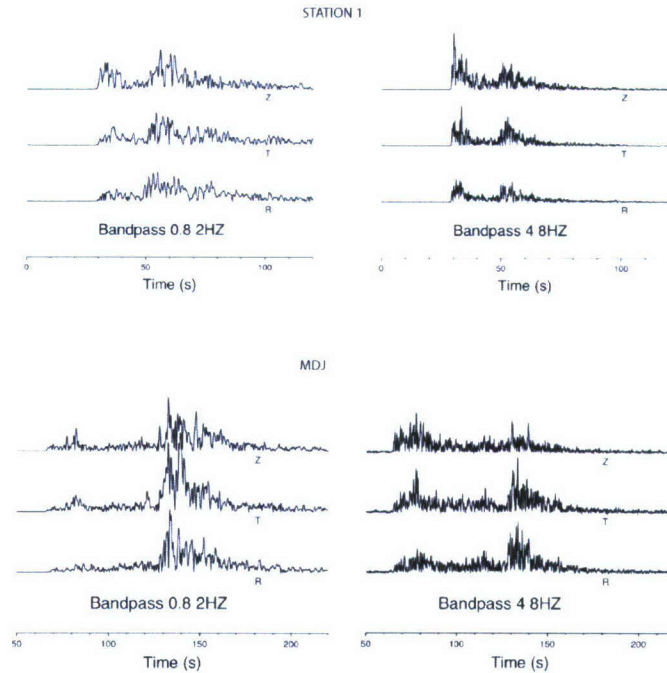 STATION 1
Z
T
R
Bandpass 0.8 2HZ
0 50 100
Time (s)
Z
T
R
Bandpass 4 8HZ
0 50 100
Time (s)
MDJ
Z
T
R
Bandpass 0.8 2HZ
50 100 150 200
Time (s)
Z
T
R
Bandpass 4 8HZ
50 100 150 200
Time (s)